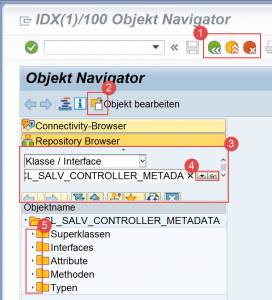 IDX(1)/100 Objekt Navigator
1
Objekt Navigator
2
Objekt bearbeiten
Connectivity-Browser
3
Repository Browser
Klasse / Interface
4
CL_SALV_CONTROLLER_METADA
Objektname
CL_SALV_CONTROLLER_METADATA
5
Superklassen
Interfaces
Attribute
Methoden
Typen